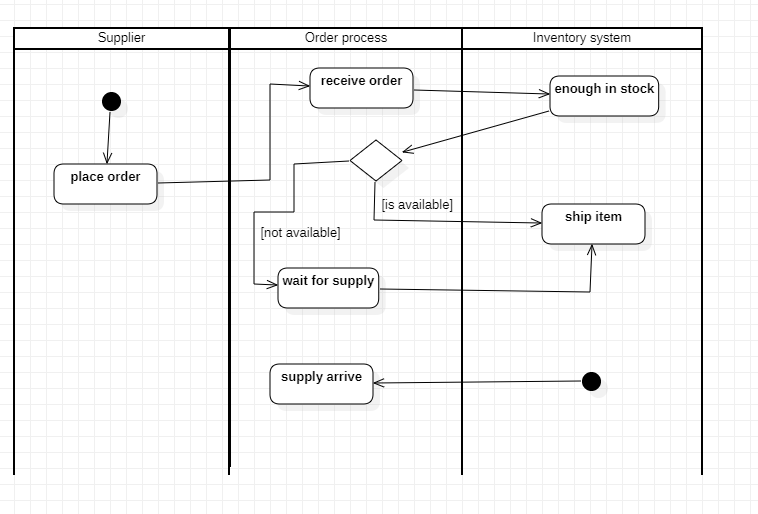 Supplier
Order process
Inventory system
receive order
enough in stock
place order
[is available]
ship item
[not available]
wait for supply
supply arrive